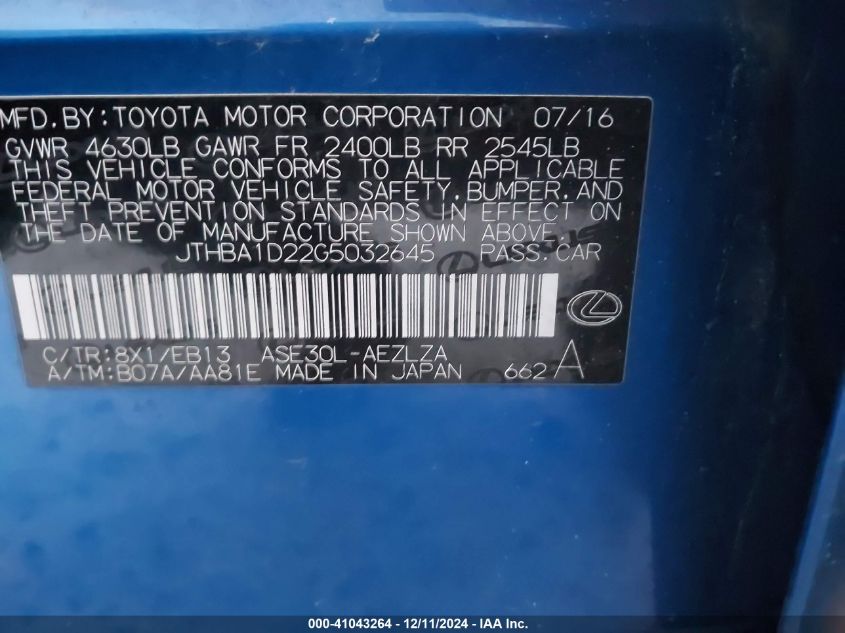 MFD. BY: TOYOTA MOTOR CORPORATION 07/16
GVWR 4630LB GAWR FR 2400LB RR 2545LB
THIS VEHICLE CONFORMS TO ALL APPLICABLE
FEDERAL MOTOR VEHICLE SAFETY, BUMPER, AND
THEFT PREVENTION STANDARDS IN EFFECT ON
THE DATE OF MANUFACTURE SHOWN ABOVE.
JTHBA1D22G5032645 PASS. CAR
C/TR: 8X1/EB13 ASE30L-AEZLZA
A/TM: B07A/AA81E MADE IN JAPAN 662 A
000-41043264 - 12/11/2024 - IAA Inc.